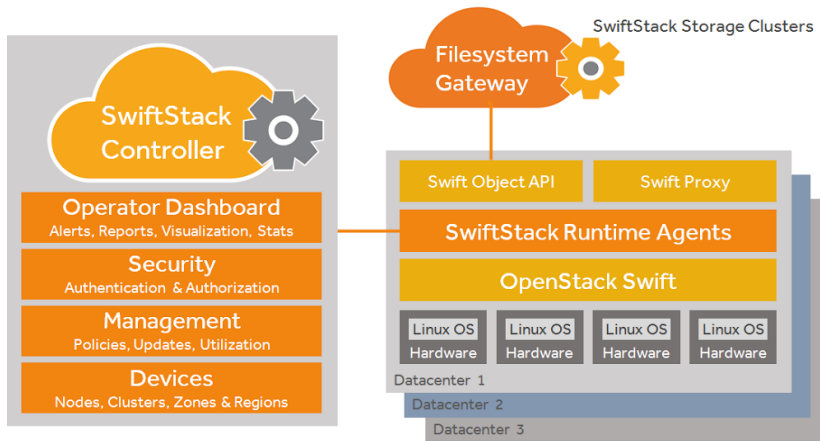 SwiftStack Storage Clusters
Filesystem
Gateway
SwiftStack
Controller
Operator Dashboard
Alerts, Reports, Visualization, Stats
Security
Authentication & Authorization
Management
Policies, Updates, Utilization
Devices
Nodes, Clusters, Zones & Regions
Swift Object API
Swift Proxy
SwiftStack Runtime Agents
OpenStack Swift
Linux OS
Hardware
Linux OS
Hardware
Linux OS
Hardware
Linux OS
Hardware
Datacenter 1
Datacenter 2
Datacenter 3